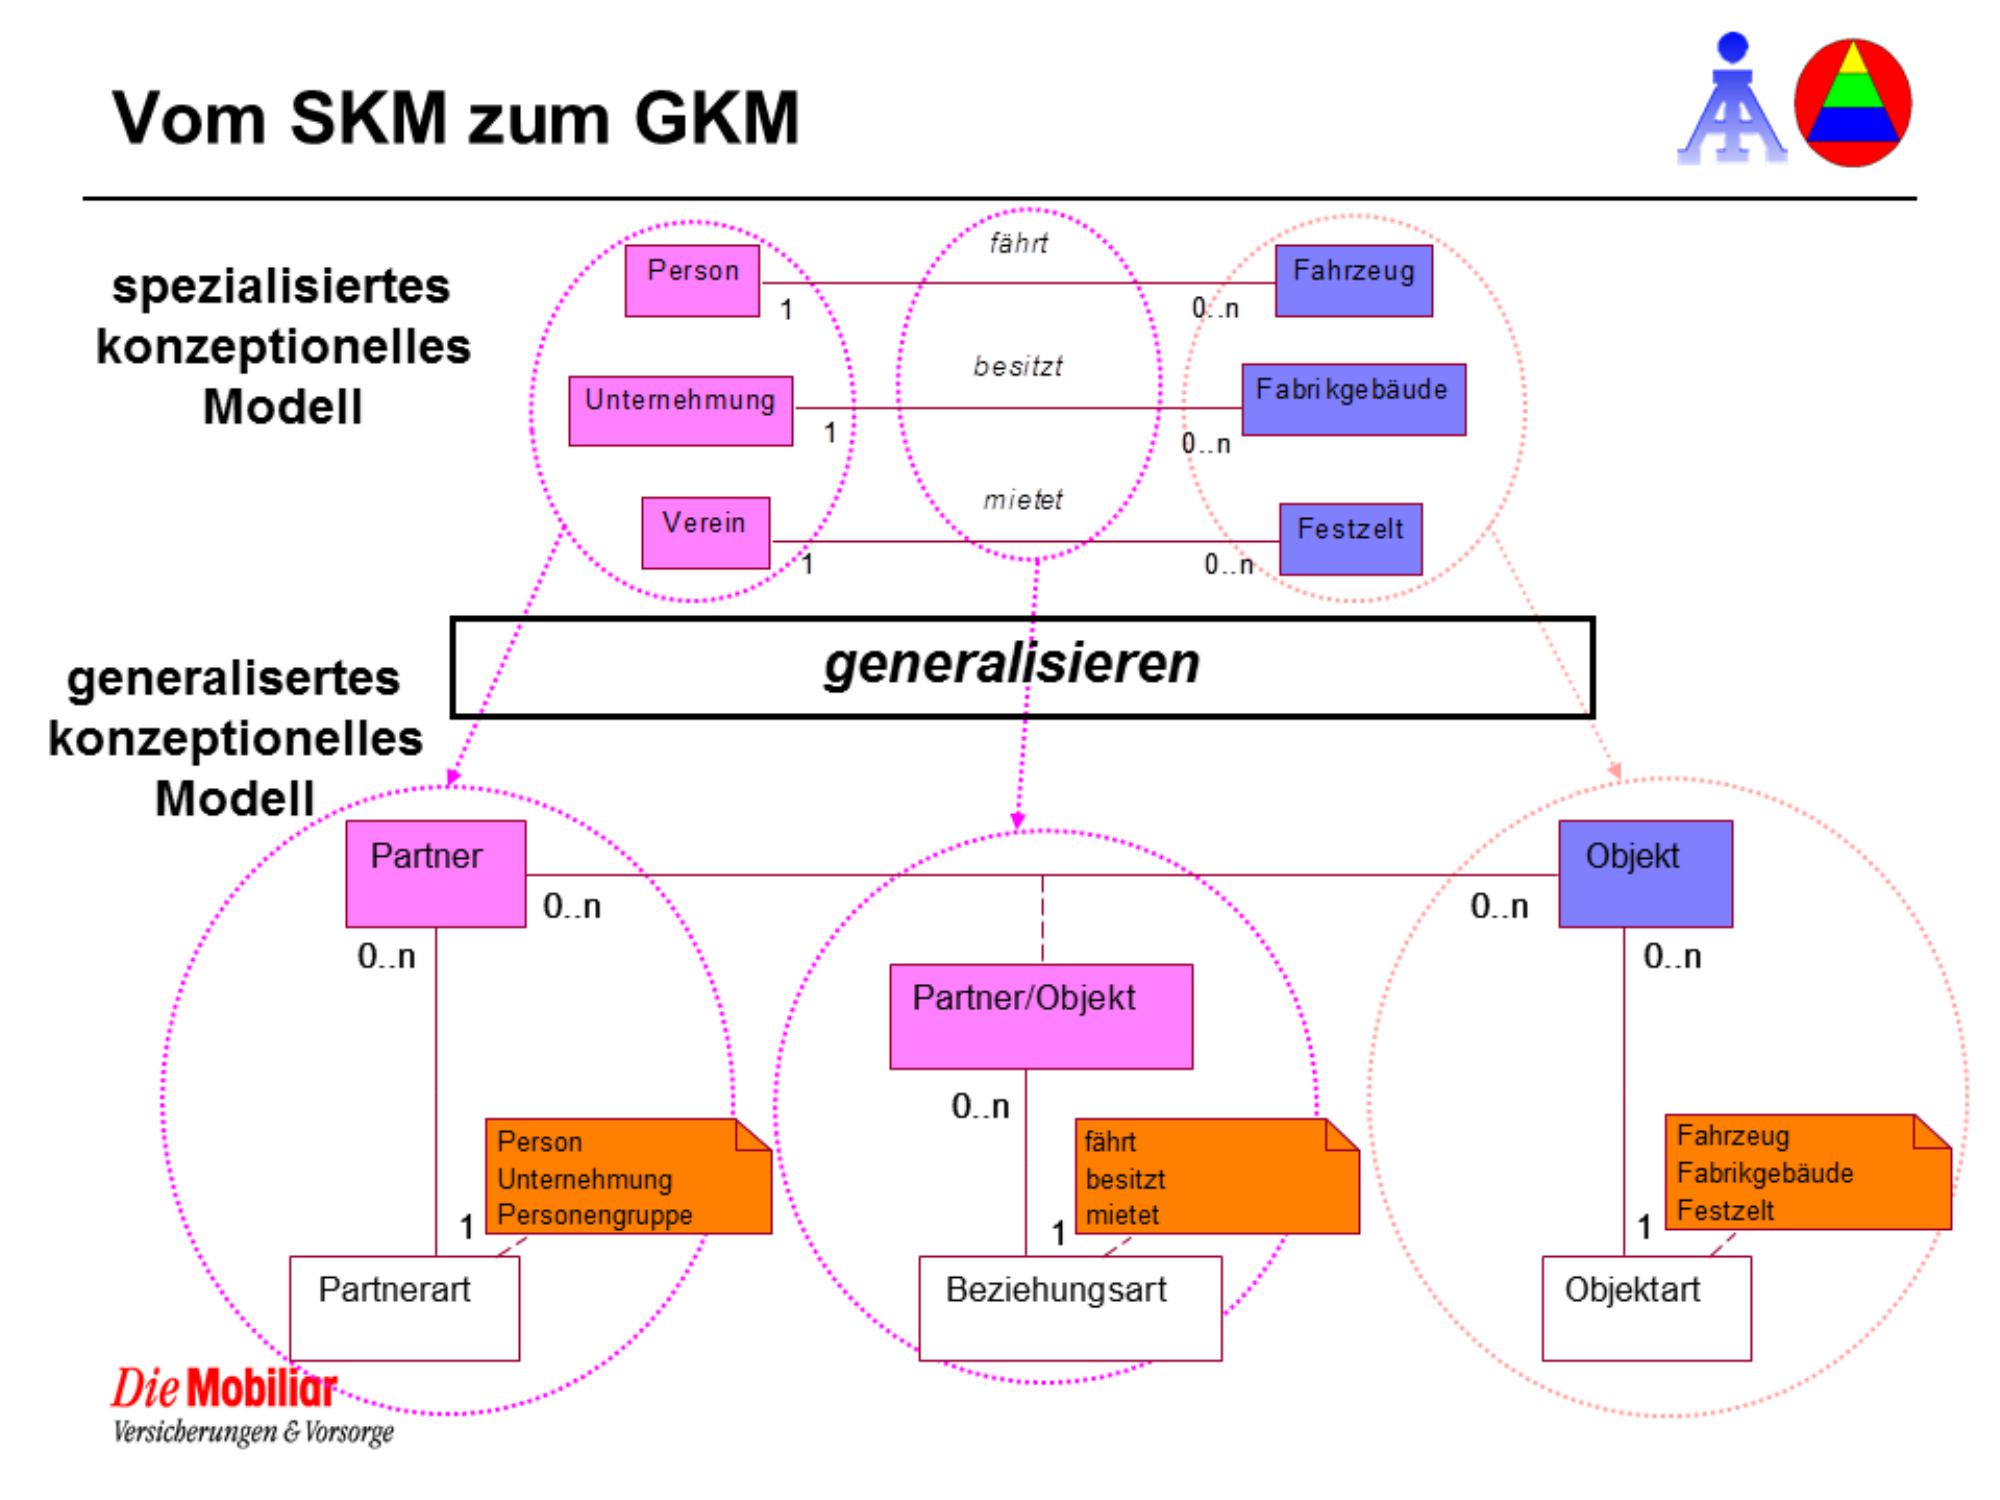 Vom SKM zum GKM
spezialisiertes
konzeptionelles
Modell
fährt
Person
Fahrzeug
1
0..n
besitzt
Unternehmung
Fabrikgebäude
1
0..n
mietet
Verein
Festzelt
1
0..n
generalisieren
generalisertes
konzeptionelles
Modell
Partner
Objekt
0..n
0..n
0..n
0..n
Partner/Objekt
0..n
Person
Unternehmung
Personengruppe
fährt
besitzt
mietet
Fahrzeug
Fabrikgebäude
Festzelt
1
1
1
Partnerart
Beziehungsart
Objektart
Die Mobiliar
Versicherungen & Vorsorge